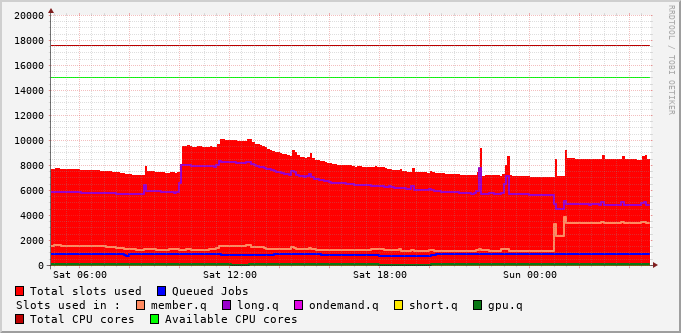 RRDTOOL / TOBI OETIKER
20000
18000
16000
14000
12000
10000
8000
6000
4000
2000
0
Sat 06:00 Sat 12:00 Sat 18:00 Sun 00:00
Total slots used Queued Jobs
Slots used in : member.q long.q ondemand.q short.q gpu.q
Total CPU cores Available CPU cores